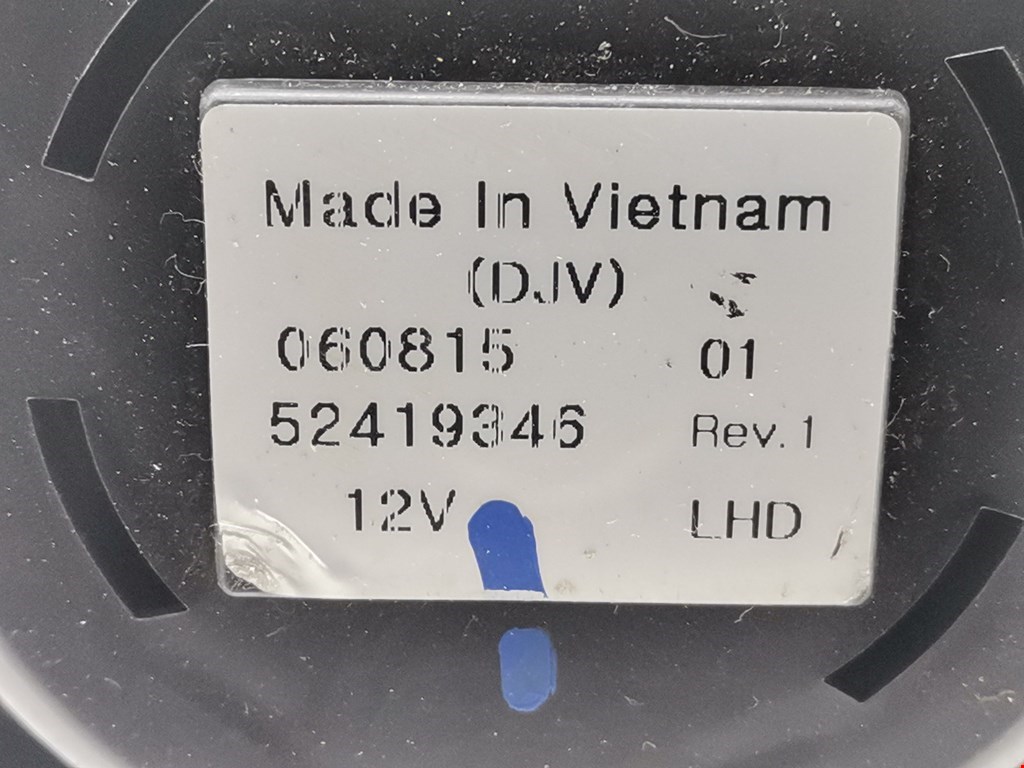 Made In Vietnam
(DJV)
060815 01
52419346 Rev. 1
12V LHD